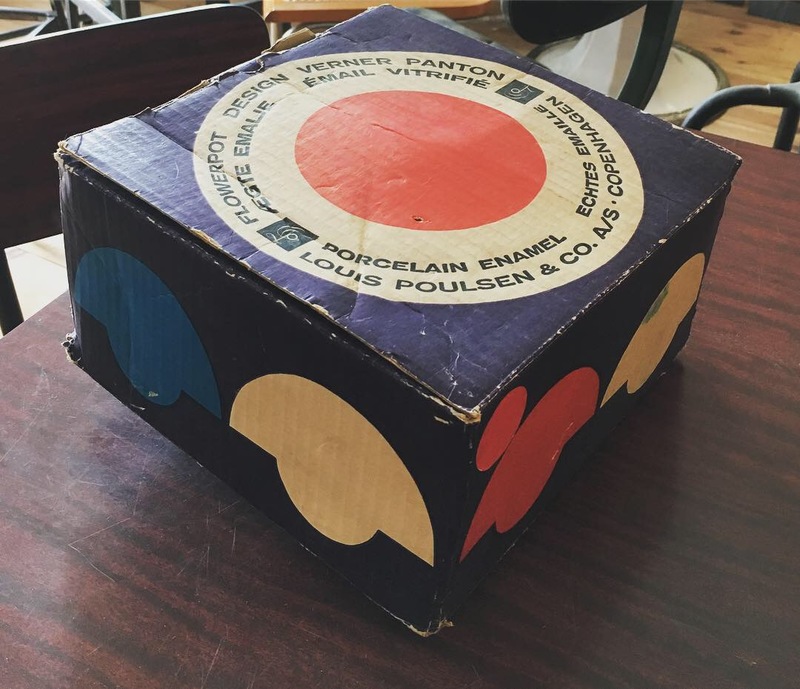 FLOWERPOT DESIGN VERNER PANTON
ÆGTE EMALJE ÉMAIL VITRIFIÉ
PORCELAIN ENAMEL ECHTES EMAILLE
LOUIS POULSEN & CO. A/S · COPENHAGEN